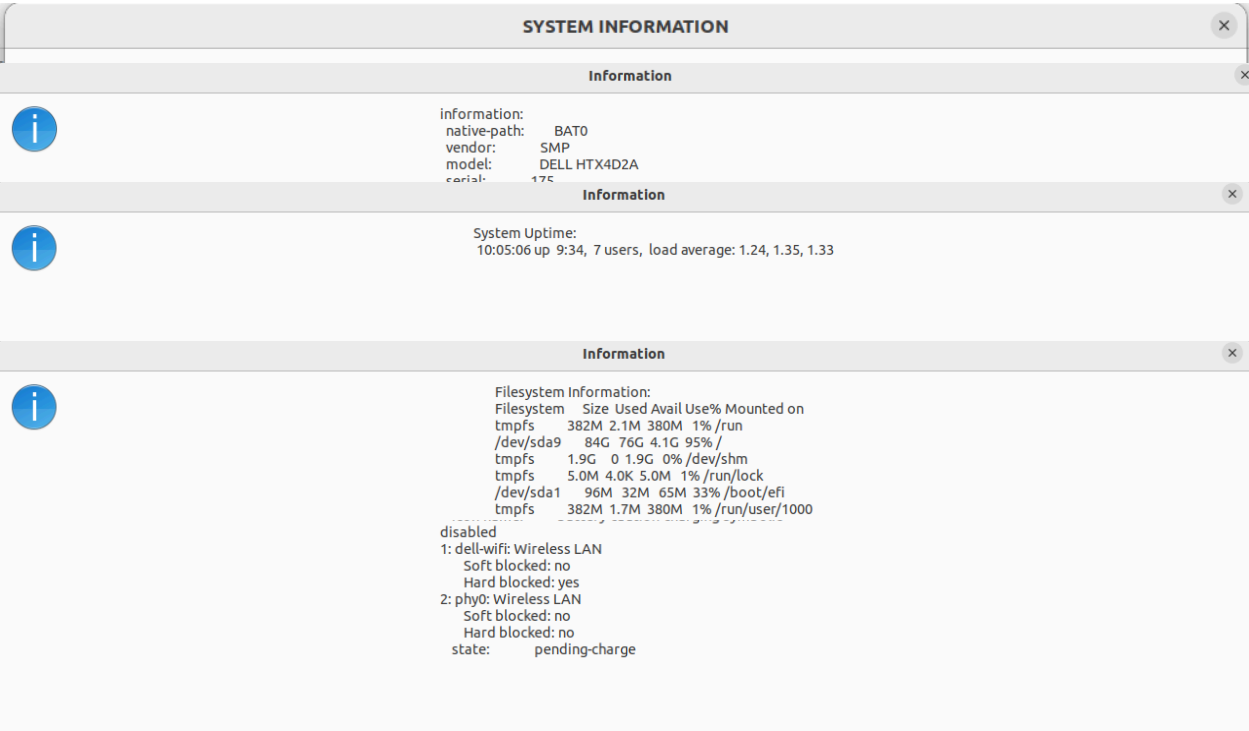 SYSTEM INFORMATION
Information
information:
native-path: BAT0
vendor: SMP
model: DELL HTX4D2A
serial: 175
Information
System Uptime:
10:05:06 up 9:34, 7 users, load average: 1.24, 1.35, 1.33
Information
Filesystem Information:
Filesystem Size Used Avail Use% Mounted on
tmpfs 382M 2.1M 380M 1% /run
/dev/sda9 84G 76G 4.1G 95% /
tmpfs 1.9G 0 1.9G 0% /dev/shm
tmpfs 5.0M 4.0K 5.0M 1% /run/lock
/dev/sda1 96M 32M 65M 33% /boot/efi
tmpfs 382M 1.7M 380M 1% /run/user/1000
disabled
1: dell-wifi: Wireless LAN
Soft blocked: no
Hard blocked: yes
2: phy0: Wireless LAN
Soft blocked: no
Hard blocked: no
state: pending-charge